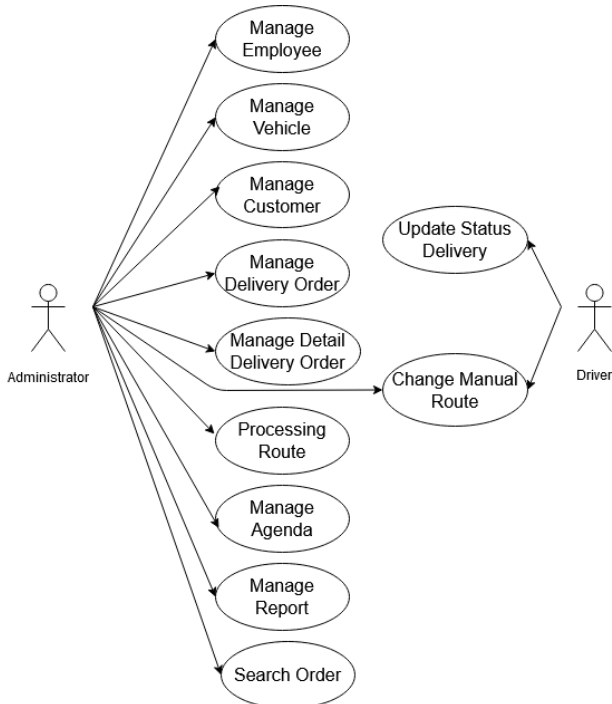 Manage
Employee
Manage
Vehicle
Manage
Customer
Update Status
Delivery
Manage
Delivery Order
Manage Detail
Delivery Order
Administrator
Change Manual
Route
Driver
Processing
Route
Manage
Agenda
Manage
Report
Search Order